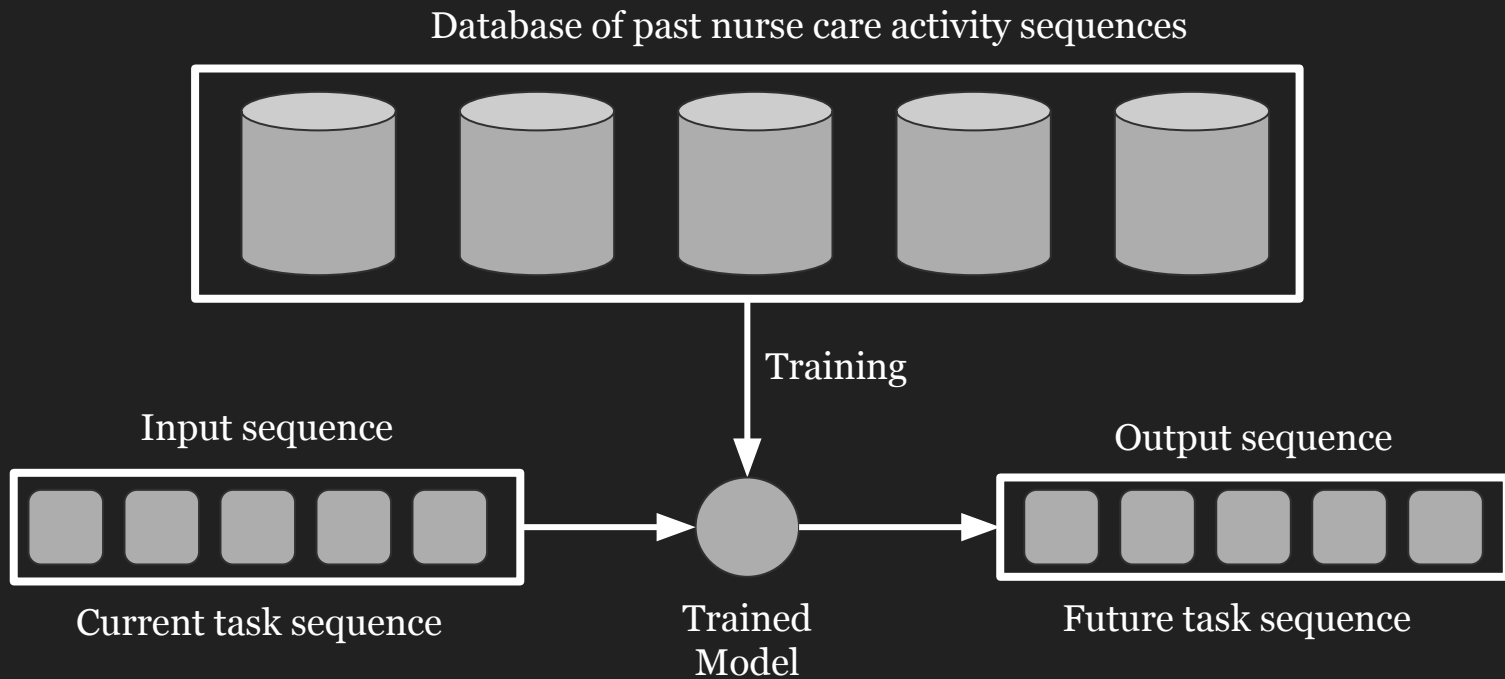 Database of past nurse care activity sequences
Training
Input sequence
Output sequence
Current task sequence
Trained
Model
Future task sequence